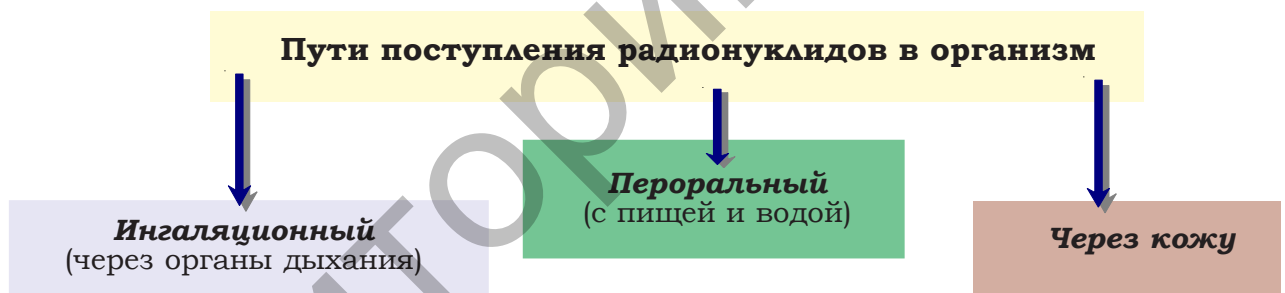 Пути поступления радионуклидов в организм
Ингаляционный
(через органы дыхания)
Пероральный
(с пищей и водой)
Через кожу